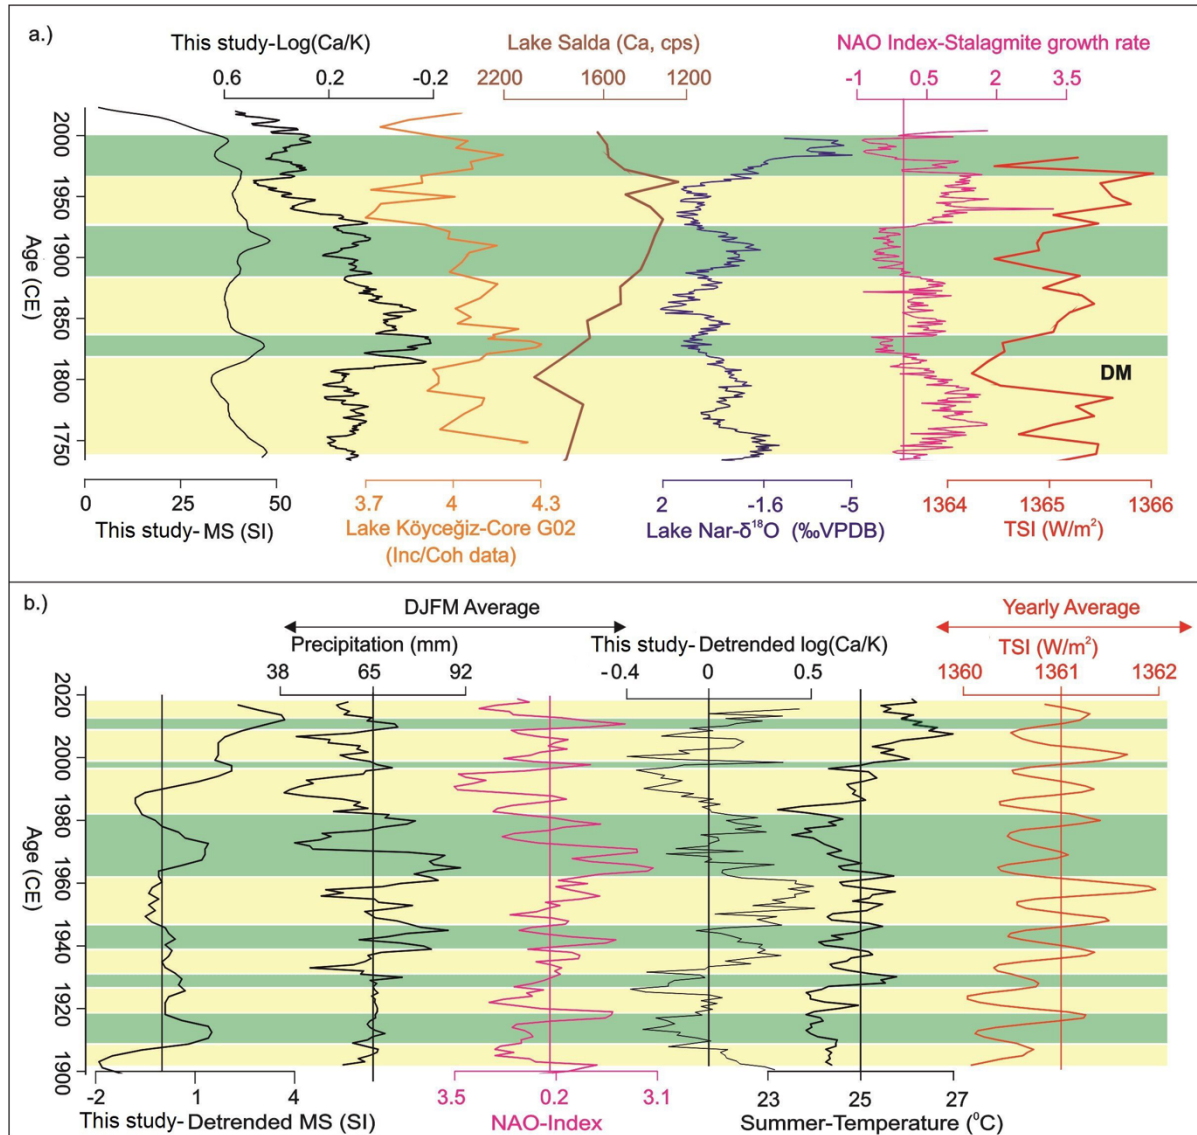 a.)
This study-Log(Ca/K)
Lake Salda (Ca, cps)
NAO Index-Stalagmite growth rate
0.6 0.2 -0.2
2200 1600 1200
-1 0.5 2 3.5
Age (CE)
2000
1950
1900
1850
1800
1750
DM
0 25 50
This study- MS (SI)
3.7 4 4.3
Lake Köyceğiz-Core G02
(Inc/Coh data)
2 -1.6 -5
Lake Nar-δ18O (‰VPDB)
1364 1365 1366
TSI (W/m²)
b.)
DJFM Average
Yearly Average
Precipitation (mm)
This study- Detrended log(Ca/K)
TSI (W/m²)
38 65 92
-0.4 0 0.5
1360 1361 1362
Age (CE)
2020
2000
1980
1960
1940
1920
1900
-2 1 4
This study- Detrended MS (SI)
3.5 0.2 3.1
NAO-Index
23 25 27
Summer-Temperature (⁰C)